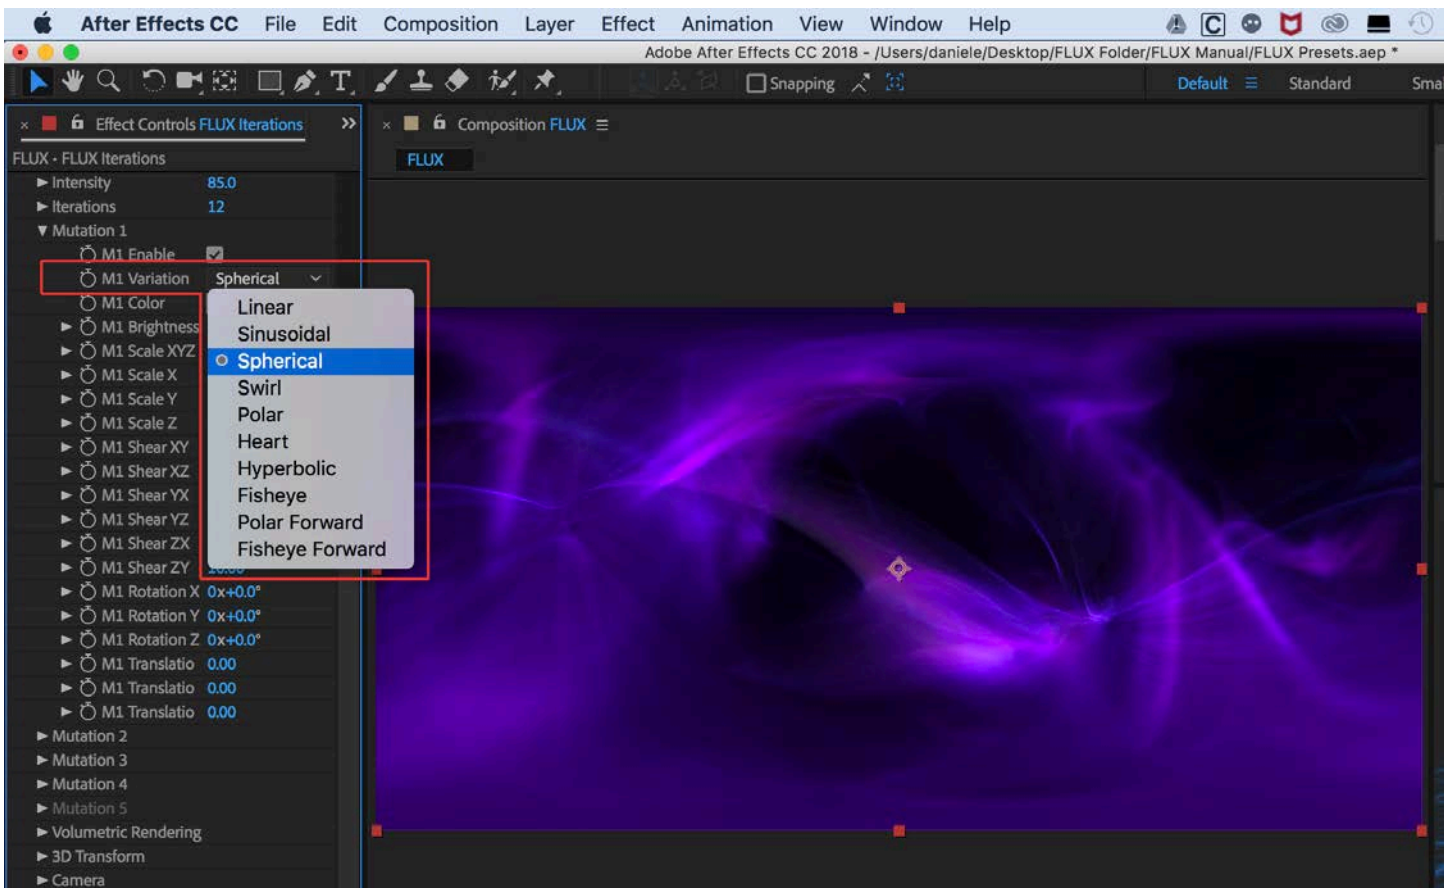 After Effects CC File Edit Composition Layer Effect Animation View Window Help
Adobe After Effects CC 2018 - /Users/daniele/Desktop/FLUX Folder/FLUX Manual/FLUX Presets.aep *
Snapping Default Standard Smal
Effect Controls FLUX Iterations
Composition FLUX
FLUX • FLUX Iterations
FLUX
Intensity 85.0
Iterations 12
Mutation 1
M1 Enable
M1 Variation Spherical
M1 Color
M1 Brightness
M1 Scale XYZ
M1 Scale X
M1 Scale Y
M1 Scale Z
M1 Shear XY
M1 Shear XZ
M1 Shear YX
M1 Shear YZ
M1 Shear ZX
M1 Shear ZY
Linear
Sinusoidal
Spherical
Swirl
Polar
Heart
Hyperbolic
Fisheye
Polar Forward
Fisheye Forward
M1 Rotation X 0x+0.0°
M1 Rotation Y 0x+0.0°
M1 Rotation Z 0x+0.0°
M1 Translatio 0.00
M1 Translatio 0.00
M1 Translatio 0.00
Mutation 2
Mutation 3
Mutation 4
Mutation 5
Volumetric Rendering
3D Transform
Camera